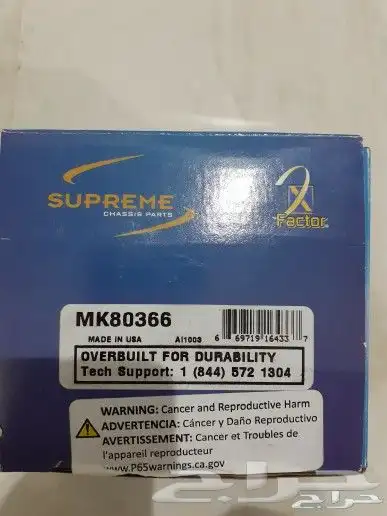 SUPREME
CHASSIS PARTS
X
Factor
MK80366
MADE IN USA AI1003 6 69719 16433 7
OVERBUILT FOR DURABILITY
Tech Support: 1 (844) 572 1304
WARNING: Cancer and Reproductive Harm
ADVERTENCIA: Cáncer y Daño Reproductivo
AVERTISSEMENT: Cancer et Troubles de
l'appareil reproducteur
www.P65warnings.ca.gov
حراج
حراج